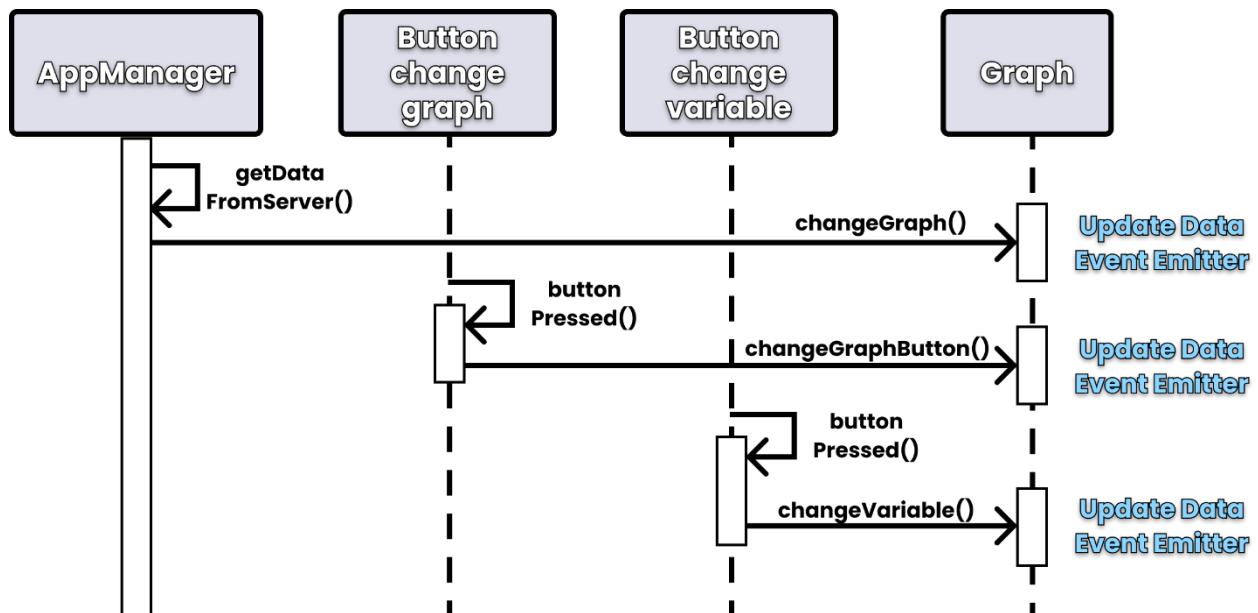 AppManager
Button
change
graph
Button
change
variable
Graph
getData
FromServer()
changeGraph()
Update Data
Event Emitter
button
Pressed()
changeGraphButton()
Update Data
Event Emitter
button
Pressed()
changeVariable()
Update Data
Event Emitter